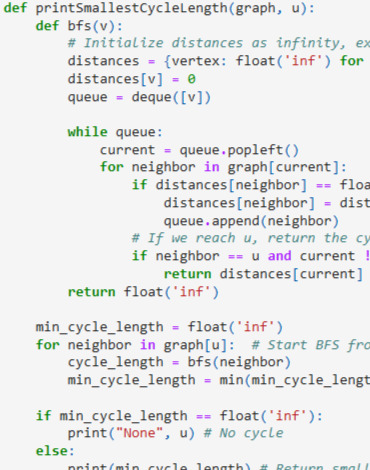 def printSmallestCycleLength(graph, u):
def bfs(v):
# Initialize distances as infinity, ex
distances = {vertex: float('inf') for
distances[v] = 0
queue = deque([v])
while queue:
current = queue.popleft()
for neighbor in graph[current]:
if distances[neighbor] == floa
distances[neighbor] = dist
queue.append(neighbor)
# If we reach u, return the cy
if neighbor == u and current !
return distances[current]
return float('inf')
min_cycle_length = float('inf')
for neighbor in graph[u]:  # Start BFS fro
cycle_length = bfs(neighbor)
min_cycle_length = min(min_cycle_lengt
if min_cycle_length == float('inf'):
print("None", u) # No cycle
else:
print(min_cycle_length) # Return small